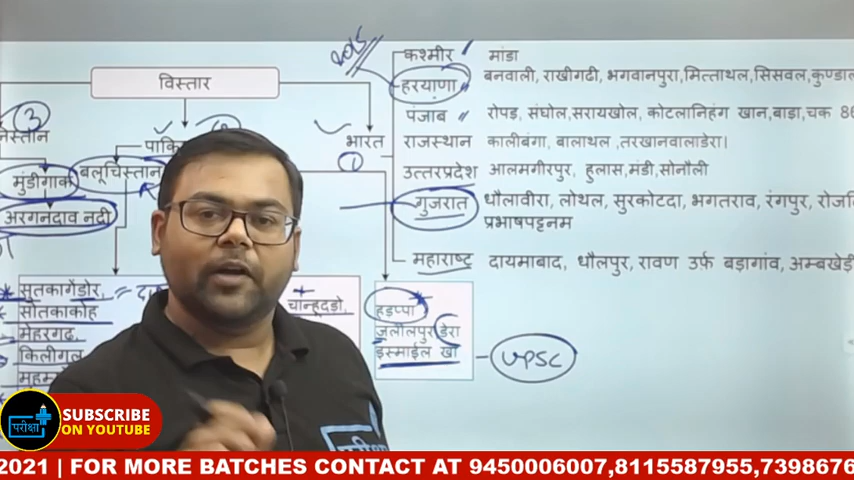 2015
कश्मीर
मांडा
विस्तार
हरयाणा
बनवाली, राखीगढी, भगवानपुरा,मित्ताथल,सिसवल,कुण्डाल
3
पंजाब
रोपड़, संघोल,सरायखोल, कोटलानिहंग खान,बाड़ा,चक 86
भारत
1
राजस्थान
कालीबंगा, बालाथल ,तरखानवालाडेरा।
मुंडीगाक
बलूचिस्तान
उत्तरप्रदेश
आलमगीरपुर, हुलास,मंडी,सोनौली
अरगनदाव नदी
गुजरात
धौलावीरा, लोथल, सुरकोटदा, भगतराव, रंगपुर, रोजदि
प्रभाषपट्टनम
महाराष्ट्र
दायमाबाद, धौलपुर, रावण उर्फ बड़ागांव, अम्बखेड़ी
सुतकागेंडोर,
सोतकाकोह
मेहरगढ़,
किलीगुल
चान्हूदड़ो,
हड़प्पा
जलीलपुर डेरा
इस्माईल खां
UPSC
परीक्षा
SUBSCRIBE
ON YOUTUBE
2021 | FOR MORE BATCHES CONTACT AT 9450006007,8115587955,7398676